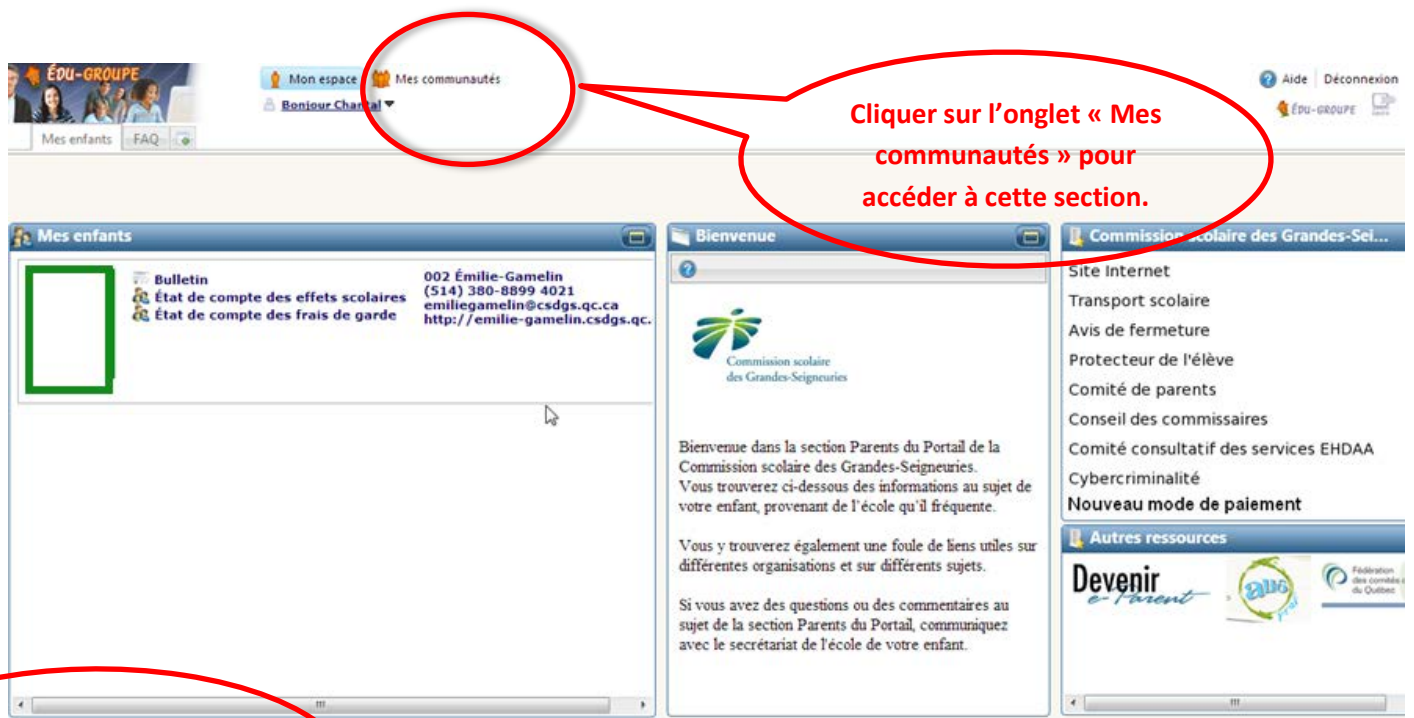 ÉDU-GROUPE
Mon espace
Mes communautés
Bonjour Chantal
Mes enfants
FAQ
Aide
Déconnexion
ÉDU-GROUPE
Cliquer sur l'onglet « Mes
communautés » pour
accéder à cette section.
Mes enfants
Bulletin
État de compte des effets scolaires
État de compte des frais de garde
002 Émilie-Gamelin
(514) 380-8899 4021
emiliegamelin@csdgs.qc.ca
http://emilie-gamelin.csdgs.qc.
Bienvenue
Commission scolaire
des Grandes-Seigneuries
Bienvenue dans la section Parents du Portail de la
Commission scolaire des Grandes-Seigneuries.
Vous trouverez ci-dessous des informations au sujet de
votre enfant, provenant de l'école qu'il fréquente.
Vous y trouverez également une foule de liens utiles sur
différentes organisations et sur différents sujets.
Si vous avez des questions ou des commentaires au
sujet de la section Parents du Portail, communiquez
avec le secrétariat de l'école de votre enfant.
Commission scolaire des Grandes-Sei...
Site Internet
Transport scolaire
Avis de fermeture
Protecteur de l'élève
Comité de parents
Conseil des commissaires
Comité consultatif des services EHDAA
Cybercriminalité
Nouveau mode de paiement
Autres ressources
Devenir
e-Parent
Fédération
des comités
du Québec